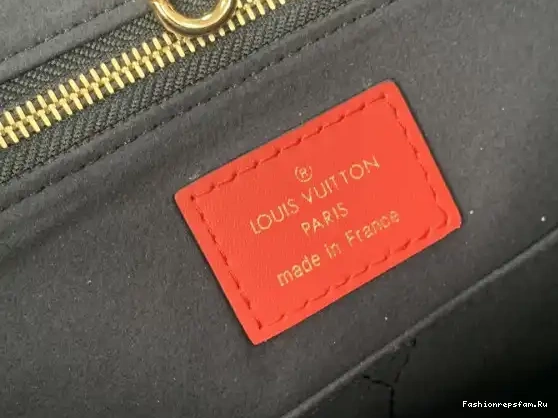 ®
LOUIS VUITTON
PARIS
made in France
Fashionrepsfam.Ru